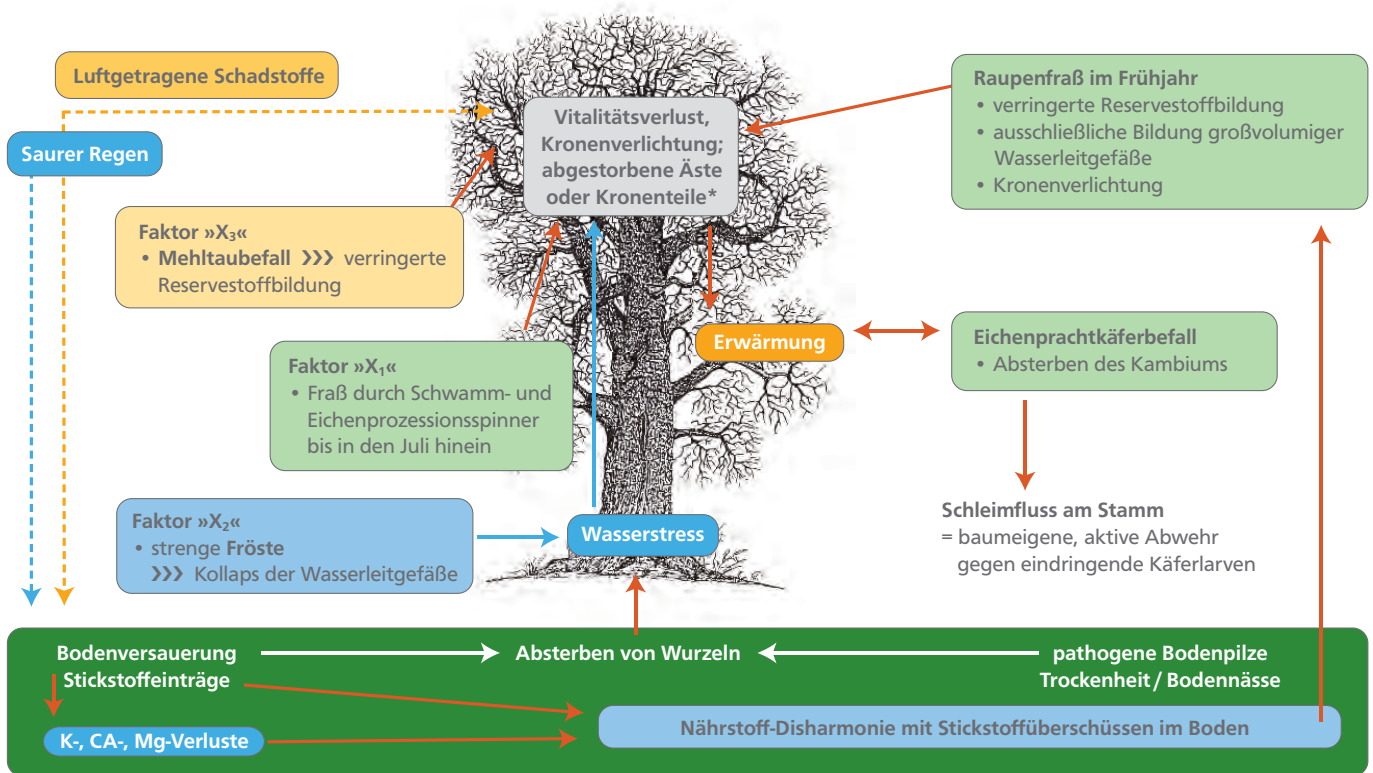 Luftgetragene Schadstoffe
Saurer Regen
Vitalitätsverlust,
Kronenverlichtung;
abgestorbene Äste
oder Kronenteile*
Raupenfraß im Frühjahr
• verringerte Reservestoffbildung
• ausschließliche Bildung großvolumiger
Wasserleitgefäße
• Kronenverlichtung
Faktor »X₃«
• Mehltaubefall ❯❯❯ verringerte
Reservestoffbildung
Erwärmung
Eichenprachtkäferbefall
• Absterben des Kambiums
Faktor »X₁«
• Fraß durch Schwamm- und
Eichenprozessionsspinner
bis in den Juli hinein
Faktor »X₂«
• strenge Fröste
❯❯❯ Kollaps der Wasserleitgefäße
Wasserstress
Schleimfluss am Stamm
= baumeigene, aktive Abwehr
gegen eindringende Käferlarven
Bodenversauerung
Stickstoffeinträge
Absterben von Wurzeln
pathogene Bodenpilze
Trockenheit / Bodennässe
K-, CA-, Mg-Verluste
Nährstoff-Disharmonie mit Stickstoffüberschüssen im Boden